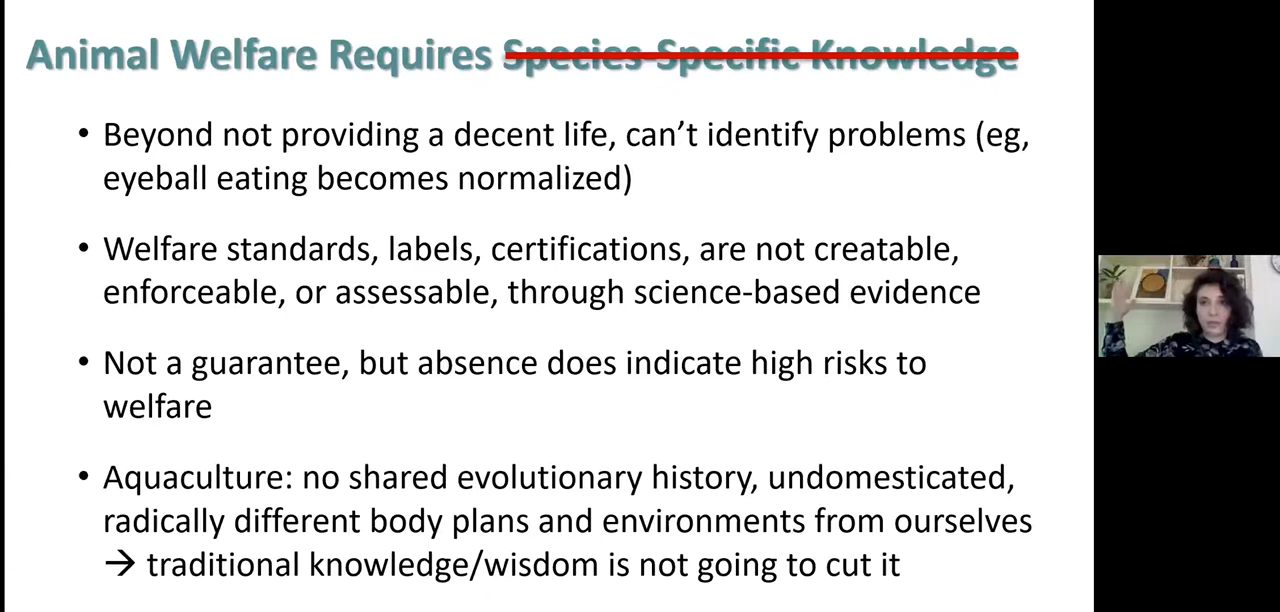 Animal Welfare Requires Species-Specific Knowledge
• Beyond not providing a decent life, can’t identify problems (eg,
eyeball eating becomes normalized)
• Welfare standards, labels, certifications, are not creatable,
enforceable, or assessable, through science-based evidence
• Not a guarantee, but absence does indicate high risks to
welfare
• Aquaculture: no shared evolutionary history, undomesticated,
radically different body plans and environments from ourselves
→ traditional knowledge/wisdom is not going to cut it